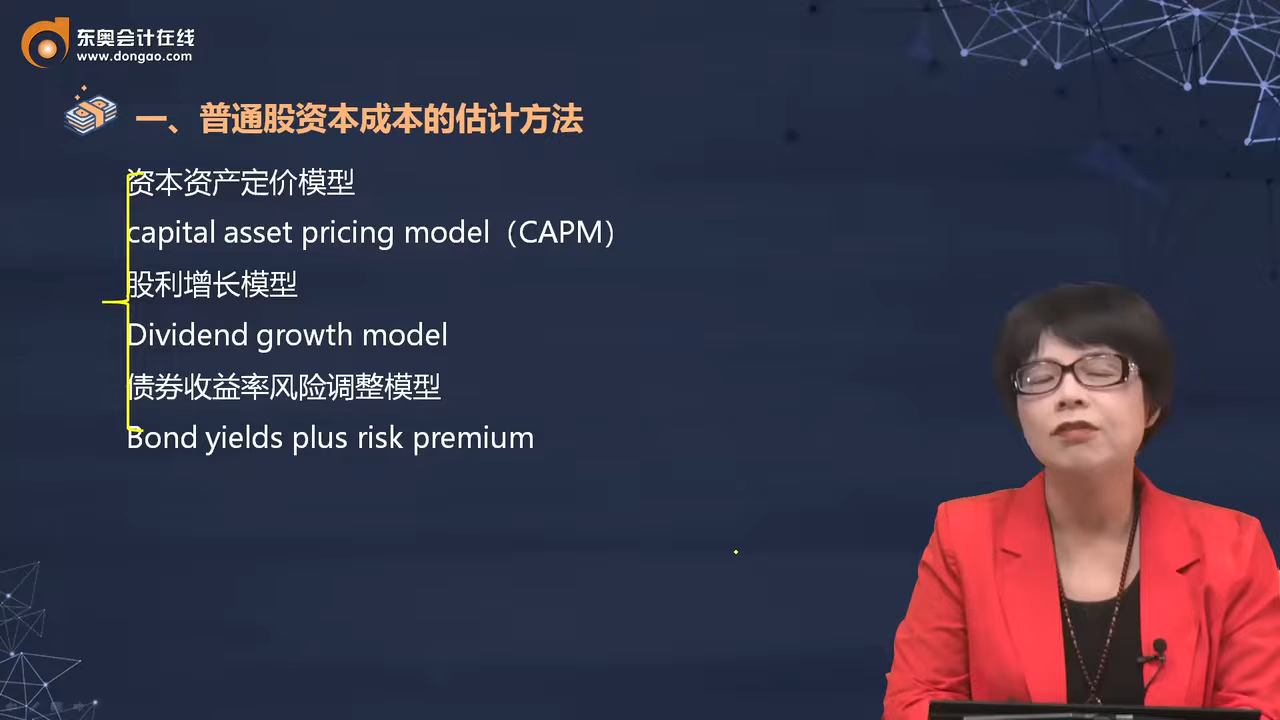 东奥会计在线
www.dongao.com
一、普通股资本成本的估计方法
资本资产定价模型
capital asset pricing model（CAPM）
股利增长模型
Dividend growth model
债券收益率风险调整模型
Bond yields plus risk premium